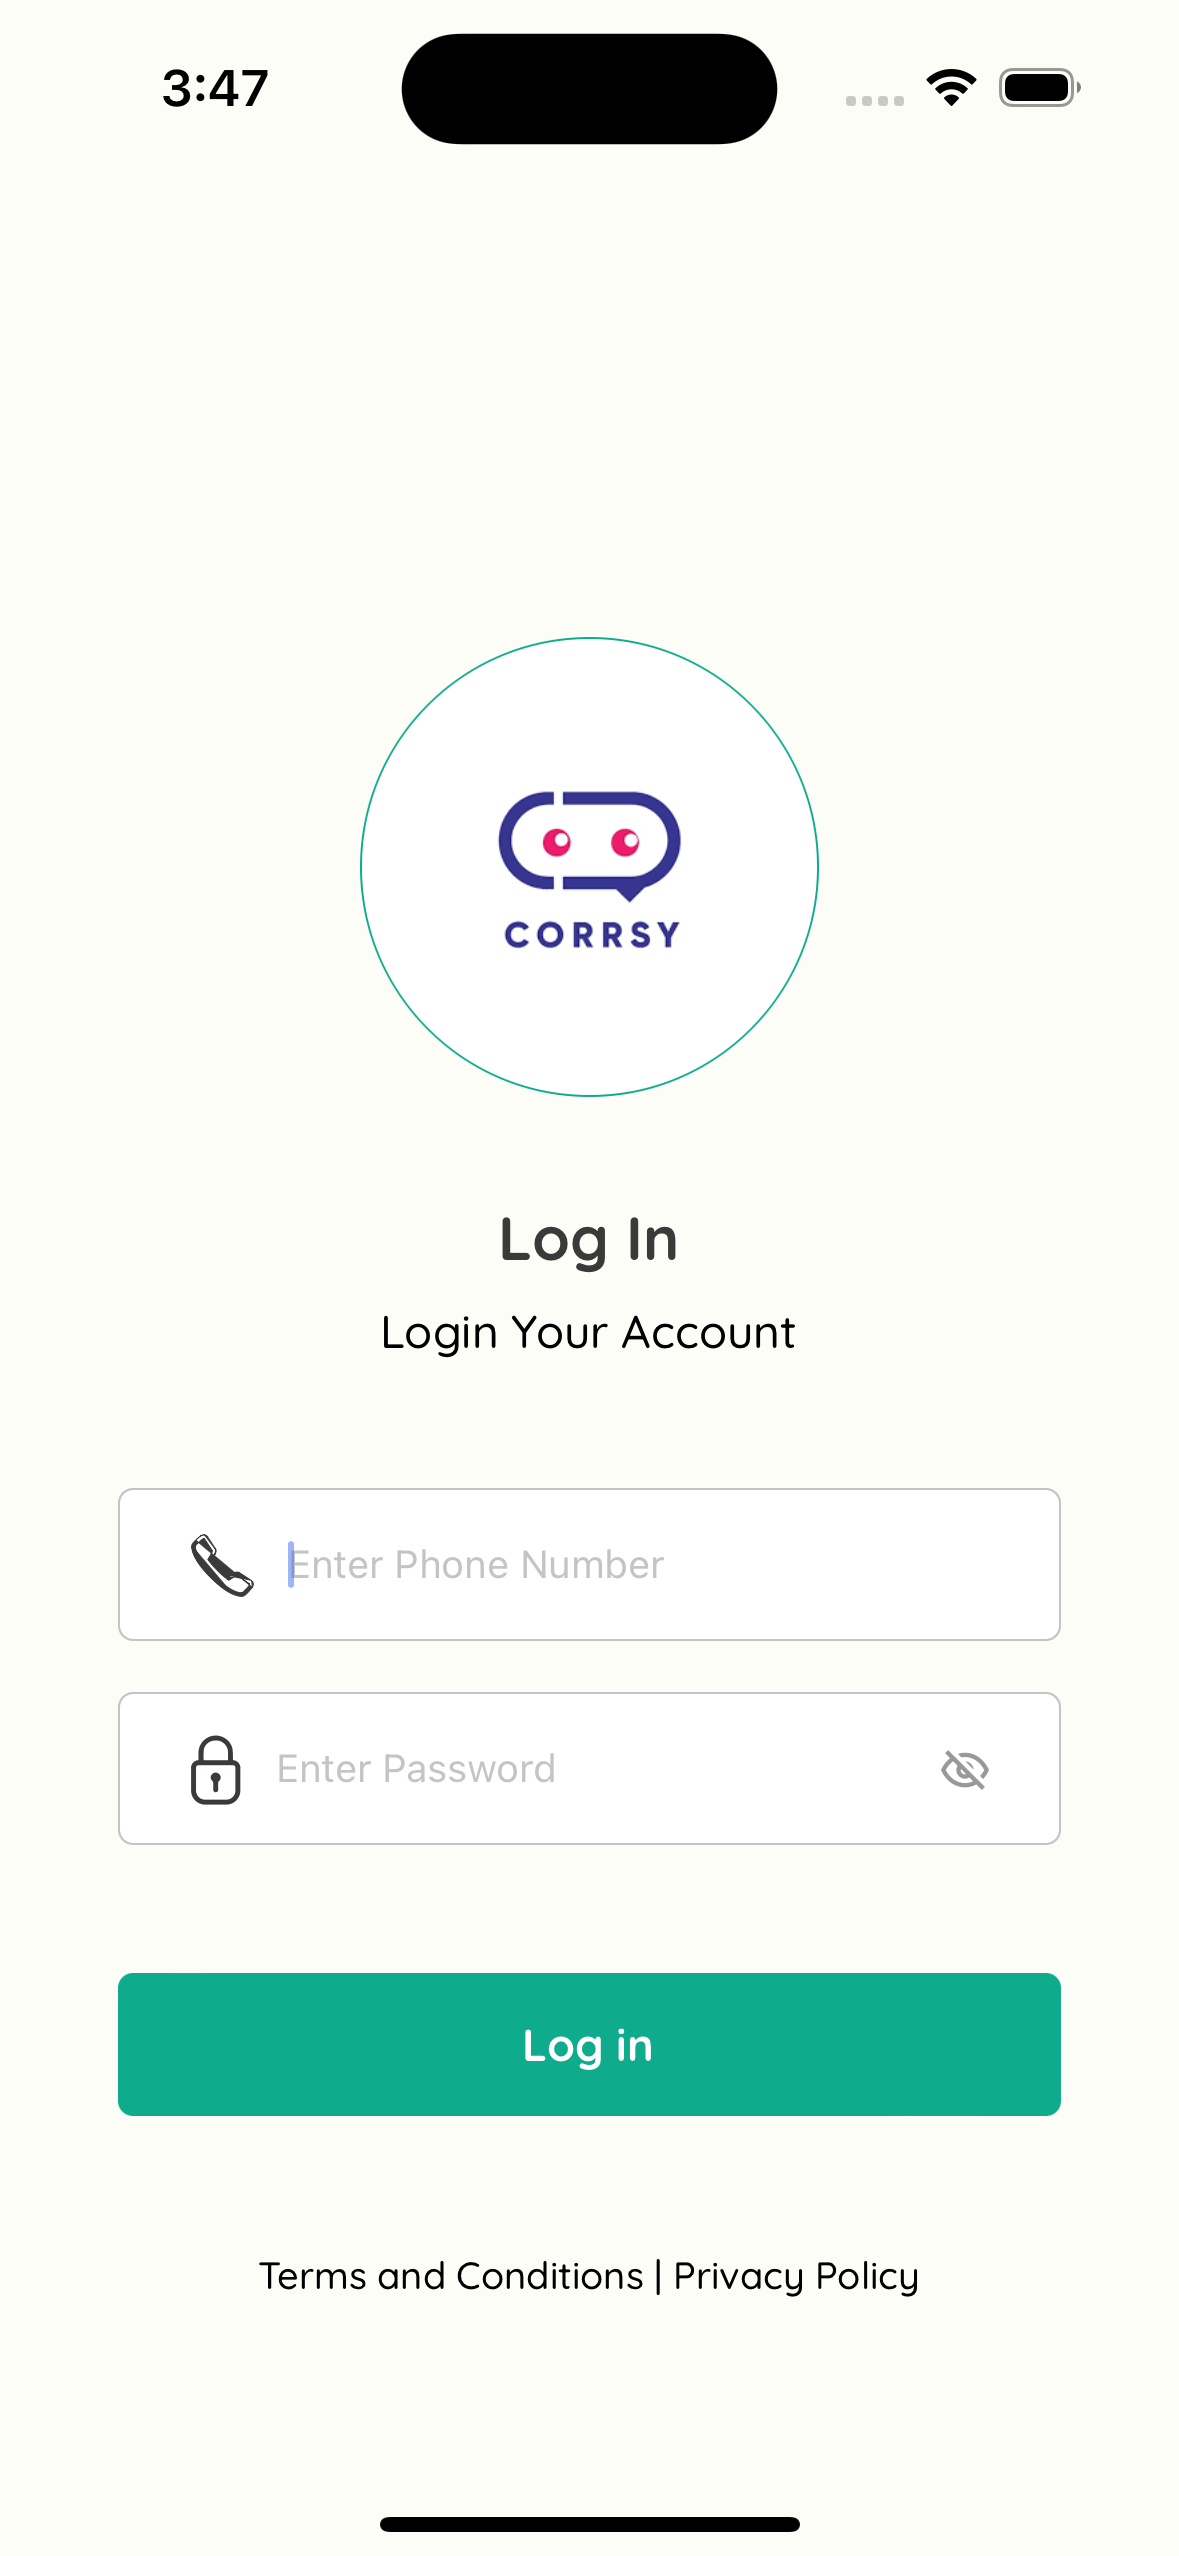 3:47
CORRSY
Log In
Login Your Account
Enter Phone Number
Enter Password
Log in
Terms and Conditions | Privacy Policy